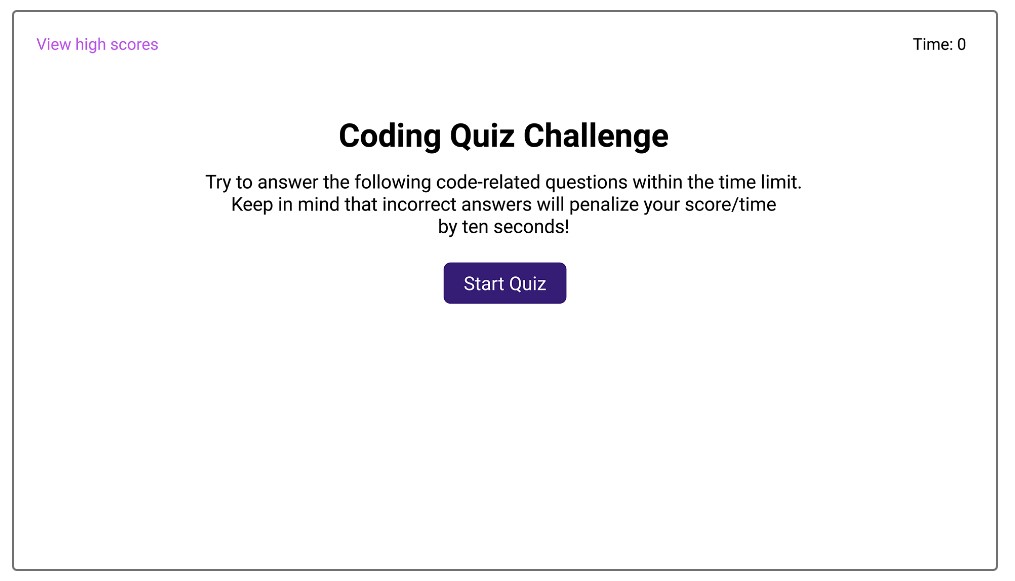 View high scores
Time: 0
Coding Quiz Challenge
Try to answer the following code-related questions within the time limit.
Keep in mind that incorrect answers will penalize your score/time
by ten seconds!
Start Quiz